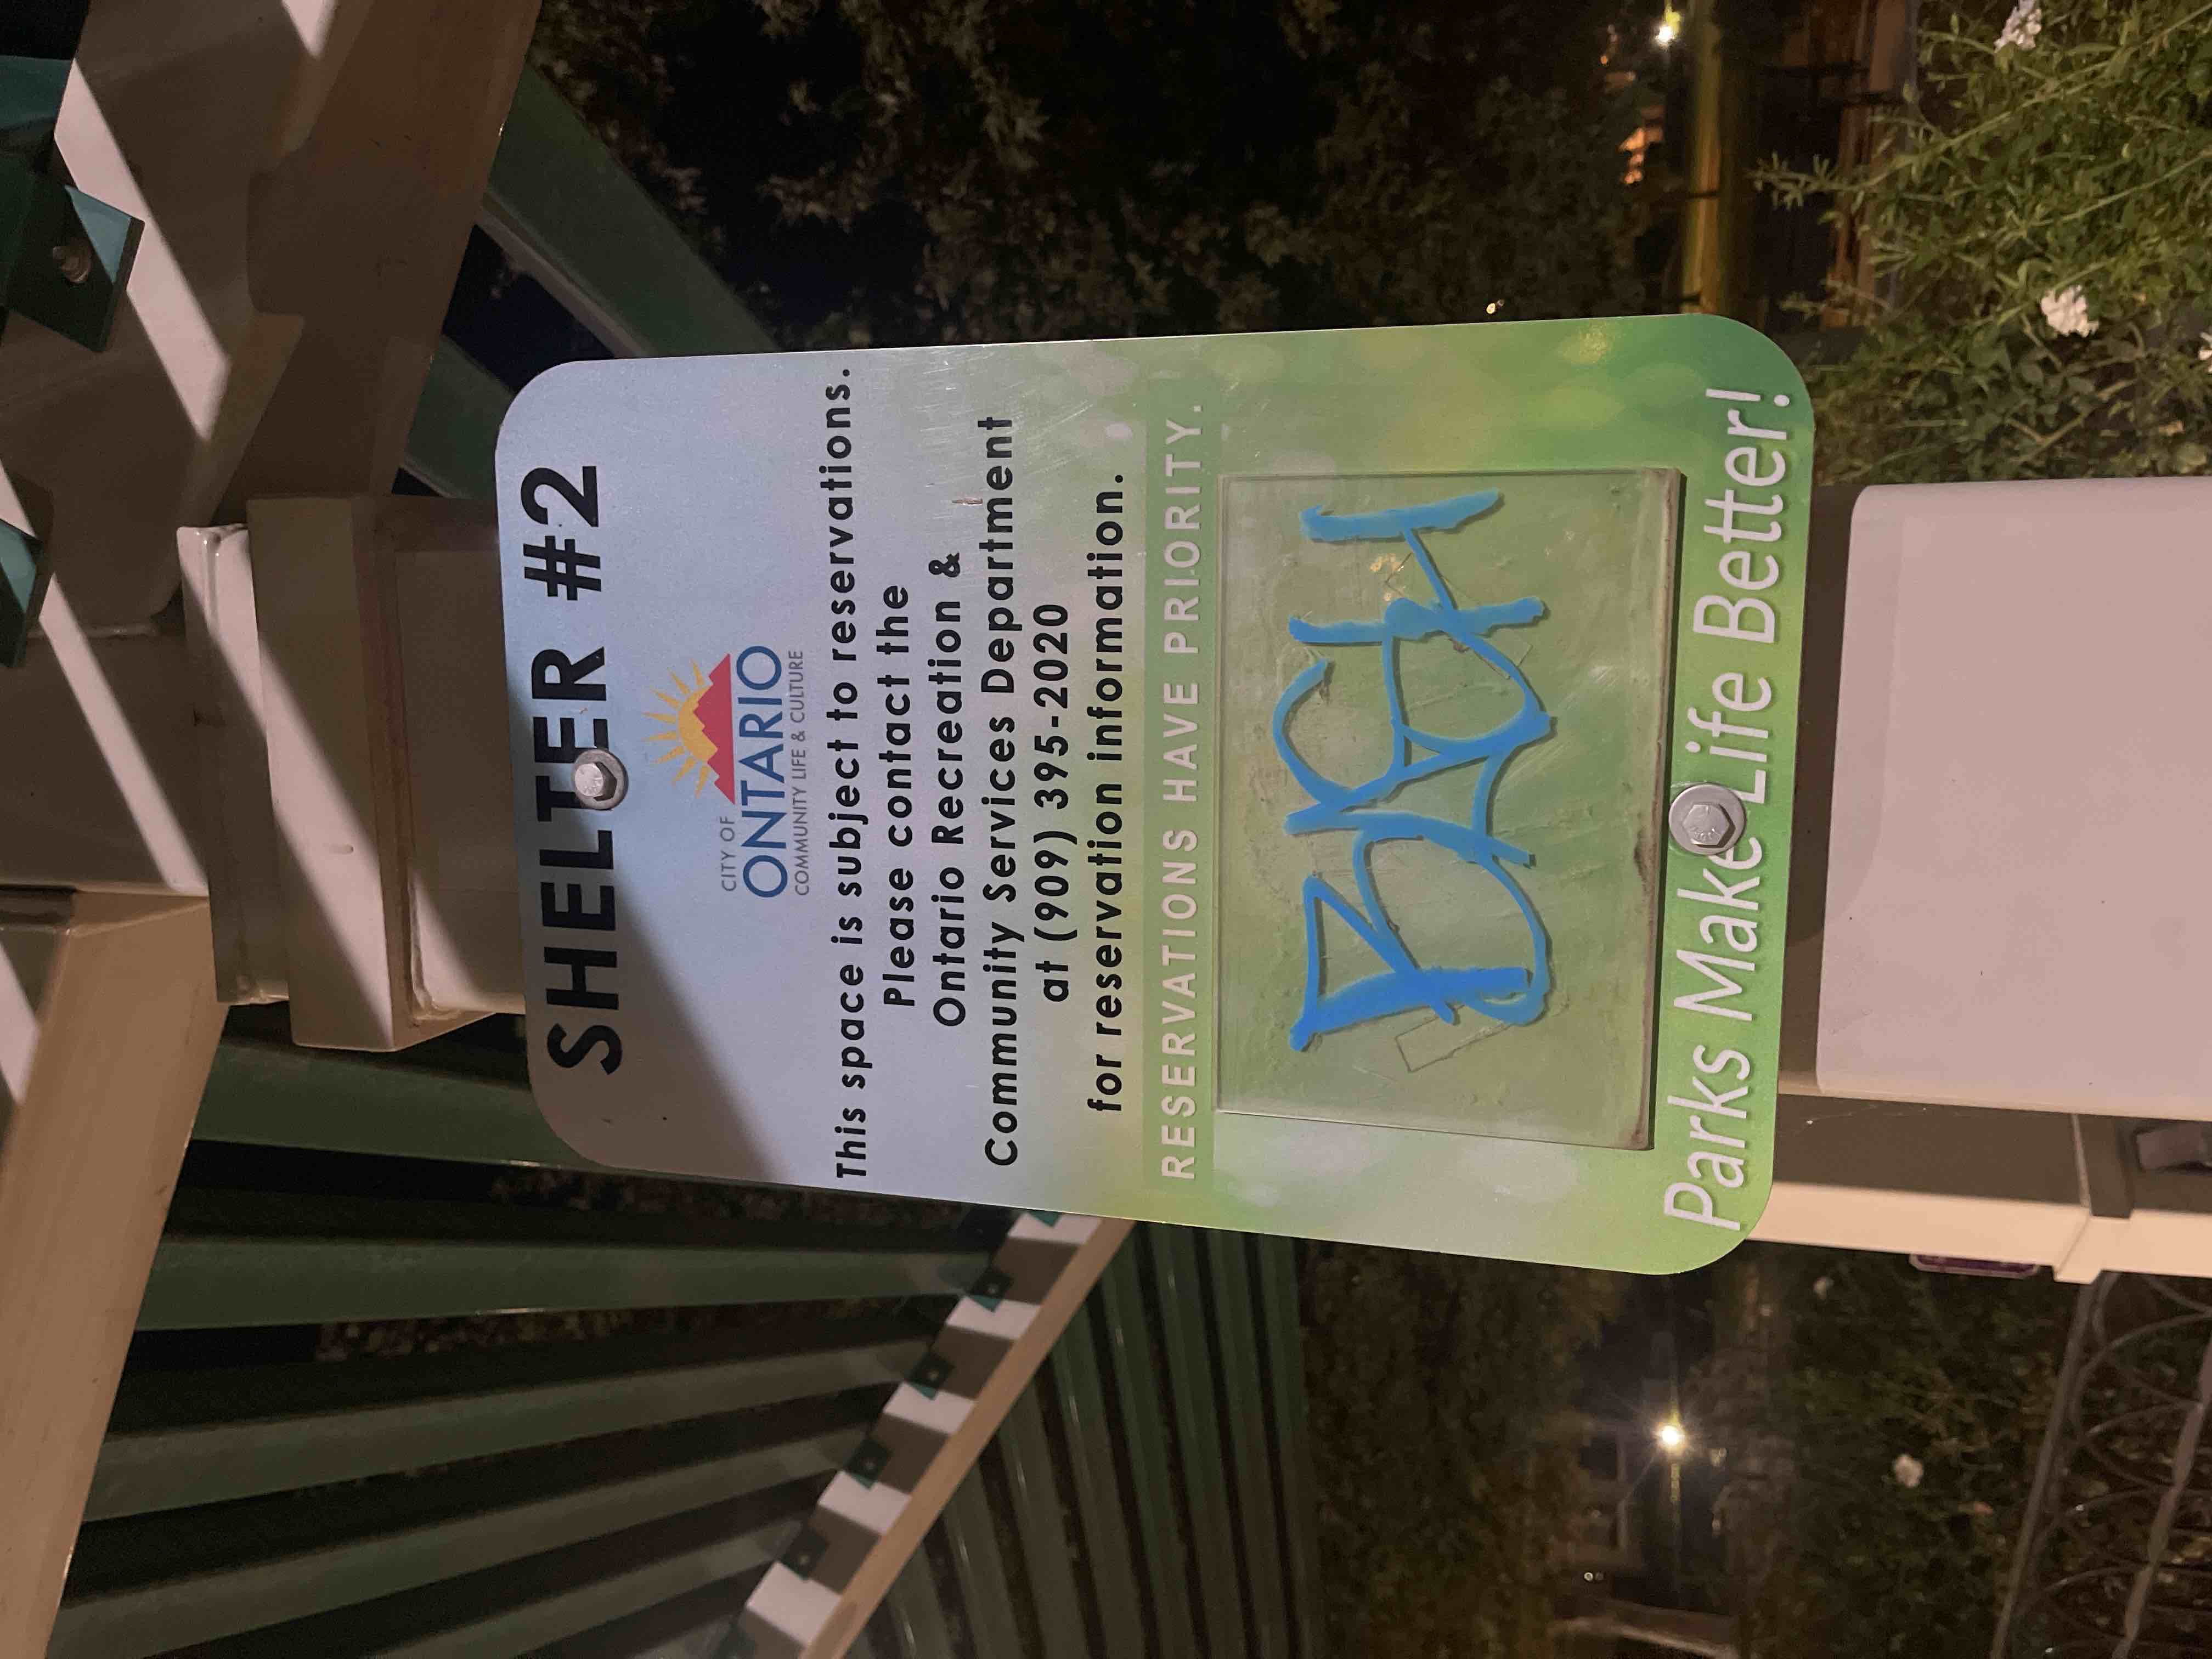 SHELTER #2
CITY OF
ONTARIO
COMMUNITY LIFE & CULTURE
This space is subject to reservations.
Please contact the
Ontario Recreation &
Community Services Department
at (909) 395-2020
for reservation information.
RESERVATIONS HAVE PRIORITY.
Parks Make Life Better!